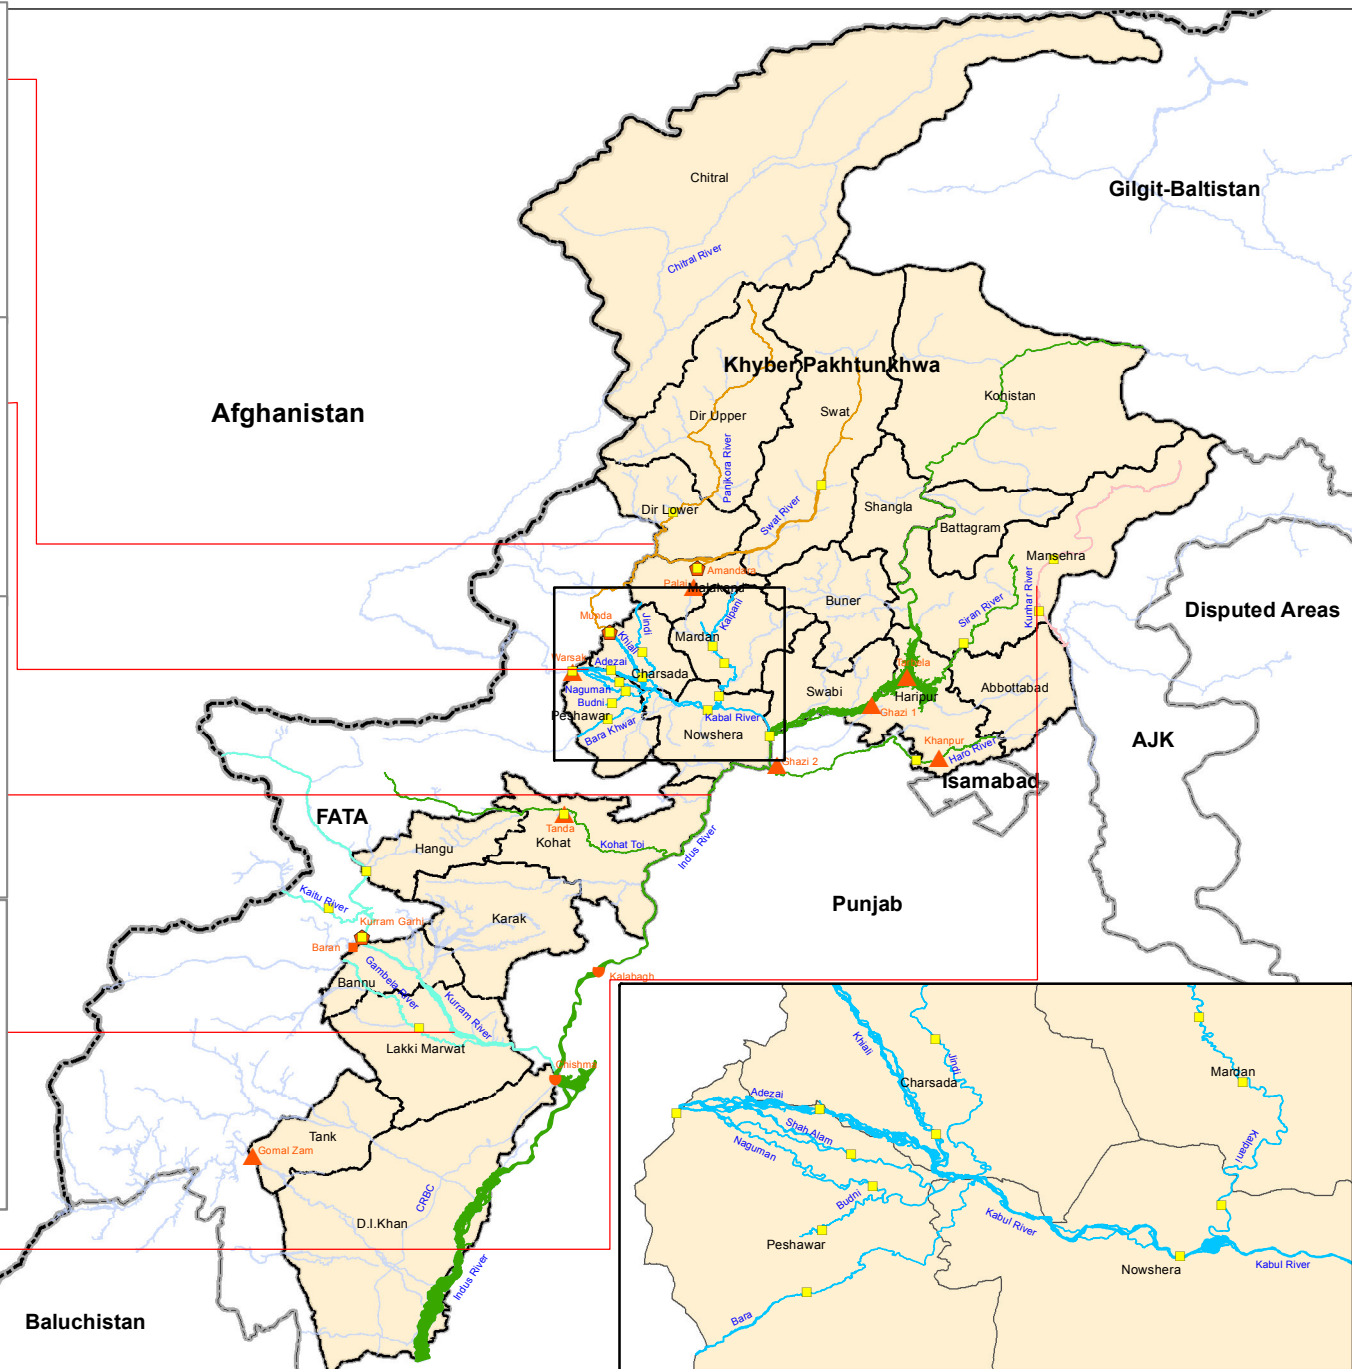 Chitral
Gilgit-Baltistan
Chitral River
Khyber Pakhtunkhwa
Kohistan
Afghanistan
Dir Upper
Swat
Panjkora River
Dir Lower
Swat River
Shangla
Battagram
Mansehra
Amandara
Palai
Malakand
Buner
Siran River
Kunhar River
Disputed Areas
Munda
Jindi
Kalpani
Khiali
Mardan
Warsak
Adezai
Charsada
Tarbela
Naguman
Swabi
Haripur
Abbottabad
Budni
Peshawar
Kabal River
Ghazi 1
Bara Khwar
Nowshera
Khanpur
Haro River
AJK
Ghazi 2
Isamabad
FATA
Tanda
Hangu
Kohat
Kohat Toi
Indus River
Kaitu River
Karak
Punjab
Kurram Garhi
Baran
Gambela River
Kalabagh
Bannu
Kurram River
Lakki Marwat
Chishma
Tank
Gomal Zam
CRBC
D.I.Khan
Indus River
Baluchistan
Khiali
Jindi
Charsada
Mardan
Adezai
Shah Alam
Naguman
Kalpani
Budni
Kabul River
Peshawar
Nowshera
Kabul River
Bara